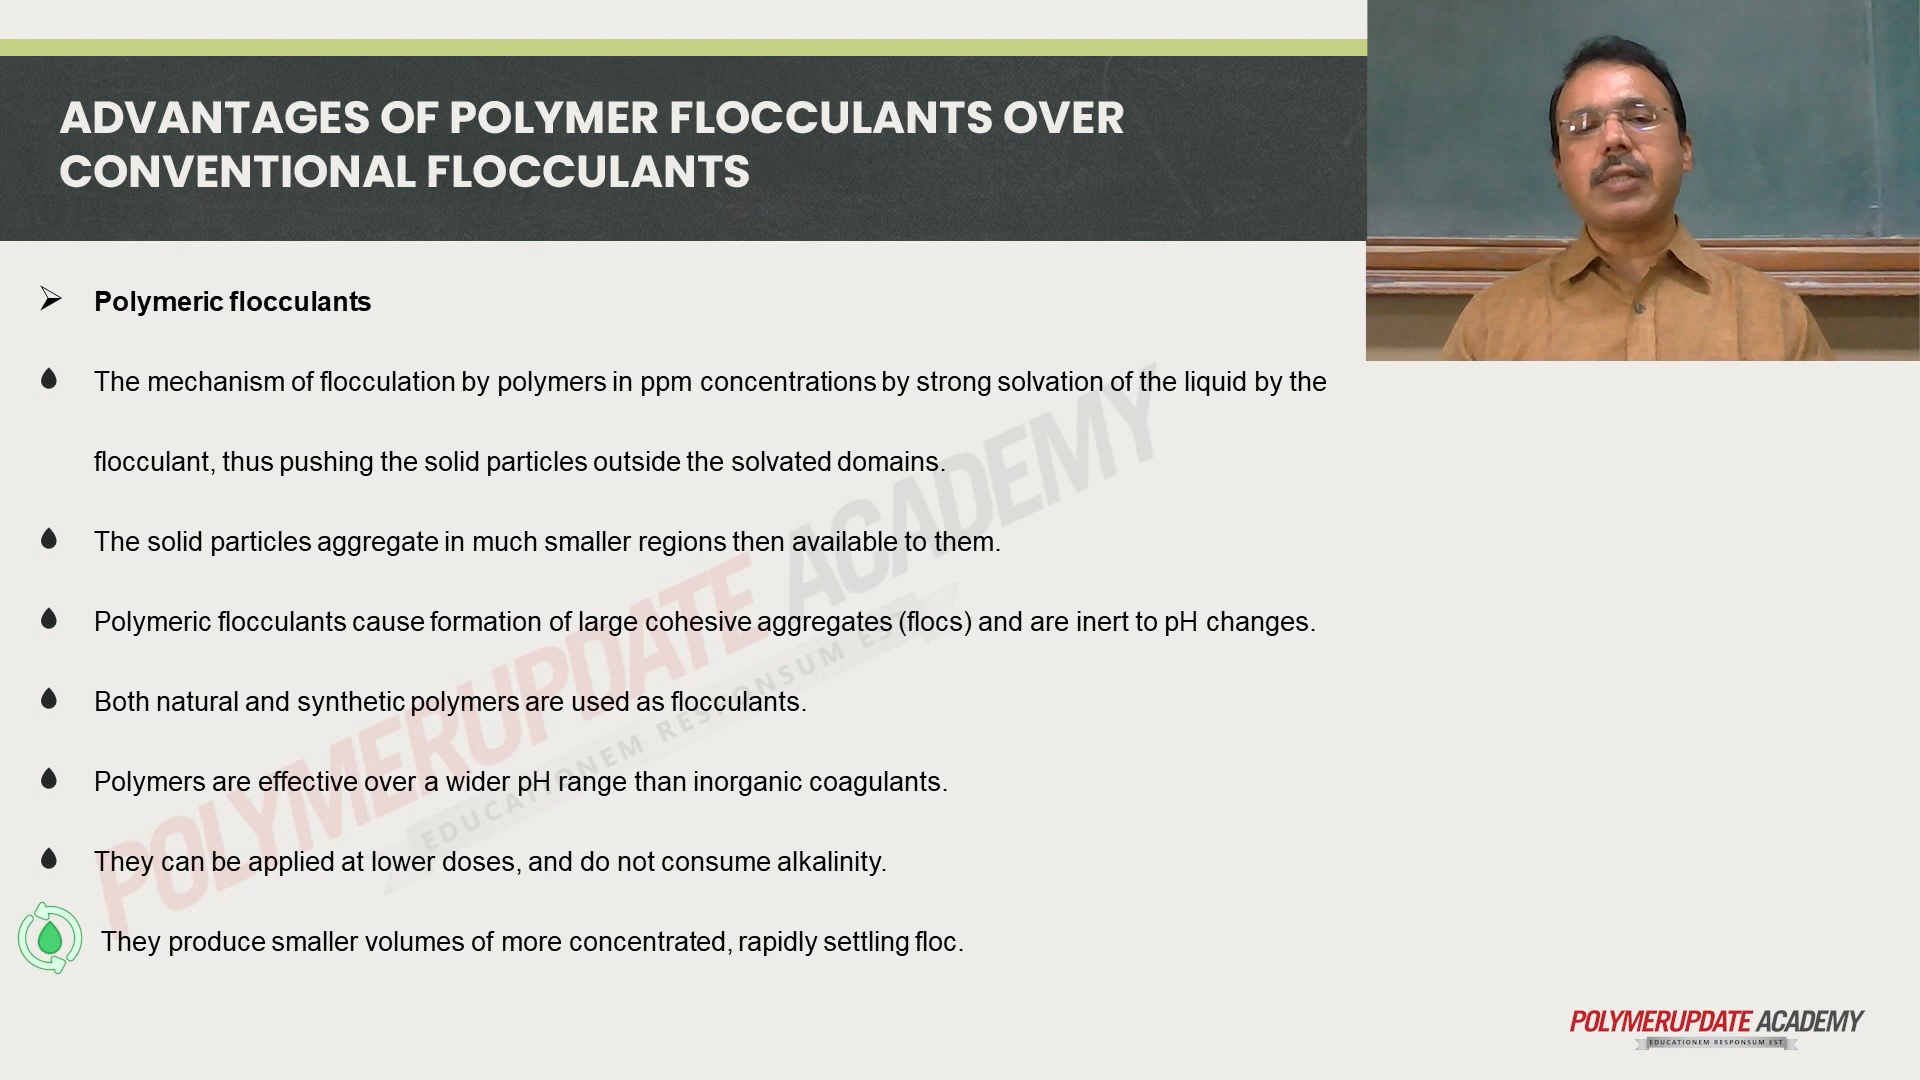 ADVANTAGES OF POLYMER FLOCCULANTS OVER
CONVENTIONAL FLOCCULANTS
Polymeric flocculants
The mechanism of flocculation by polymers in ppm concentrations by strong solvation of the liquid by the
flocculant, thus pushing the solid particles outside the solvated domains.
The solid particles aggregate in much smaller regions then available to them.
Polymeric flocculants cause formation of large cohesive aggregates (flocs) and are inert to pH changes.
Both natural and synthetic polymers are used as flocculants.
Polymers are effective over a wider pH range than inorganic coagulants.
They can be applied at lower doses, and do not consume alkalinity.
They produce smaller volumes of more concentrated, rapidly settling floc.
POLYMERUPDATE ACADEMY
EDUCATIONEM RESPONSUM EST
POLYMERUPDATE ACADEMY
EDUCATIONEM RESPONSUM EST